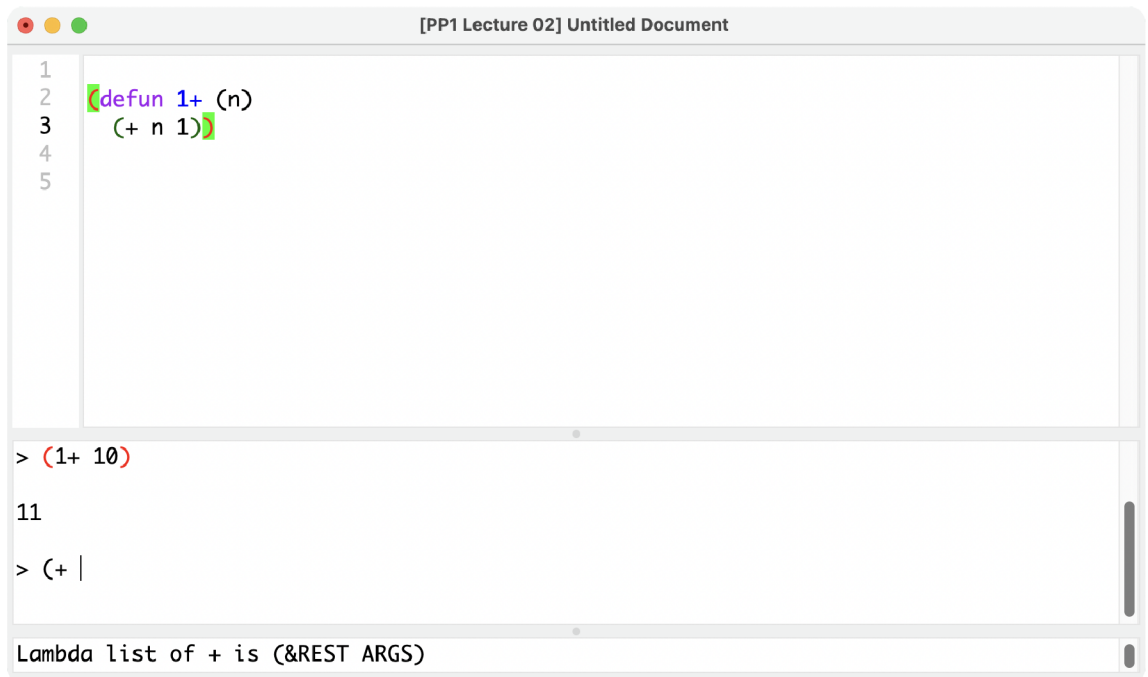 [PP1 Lecture 02] Untitled Document
1
2 (defun 1+ (n)
3   (+ n 1))
4
5
> (1+ 10)
11
> (+
Lambda list of + is (&REST ARGS)